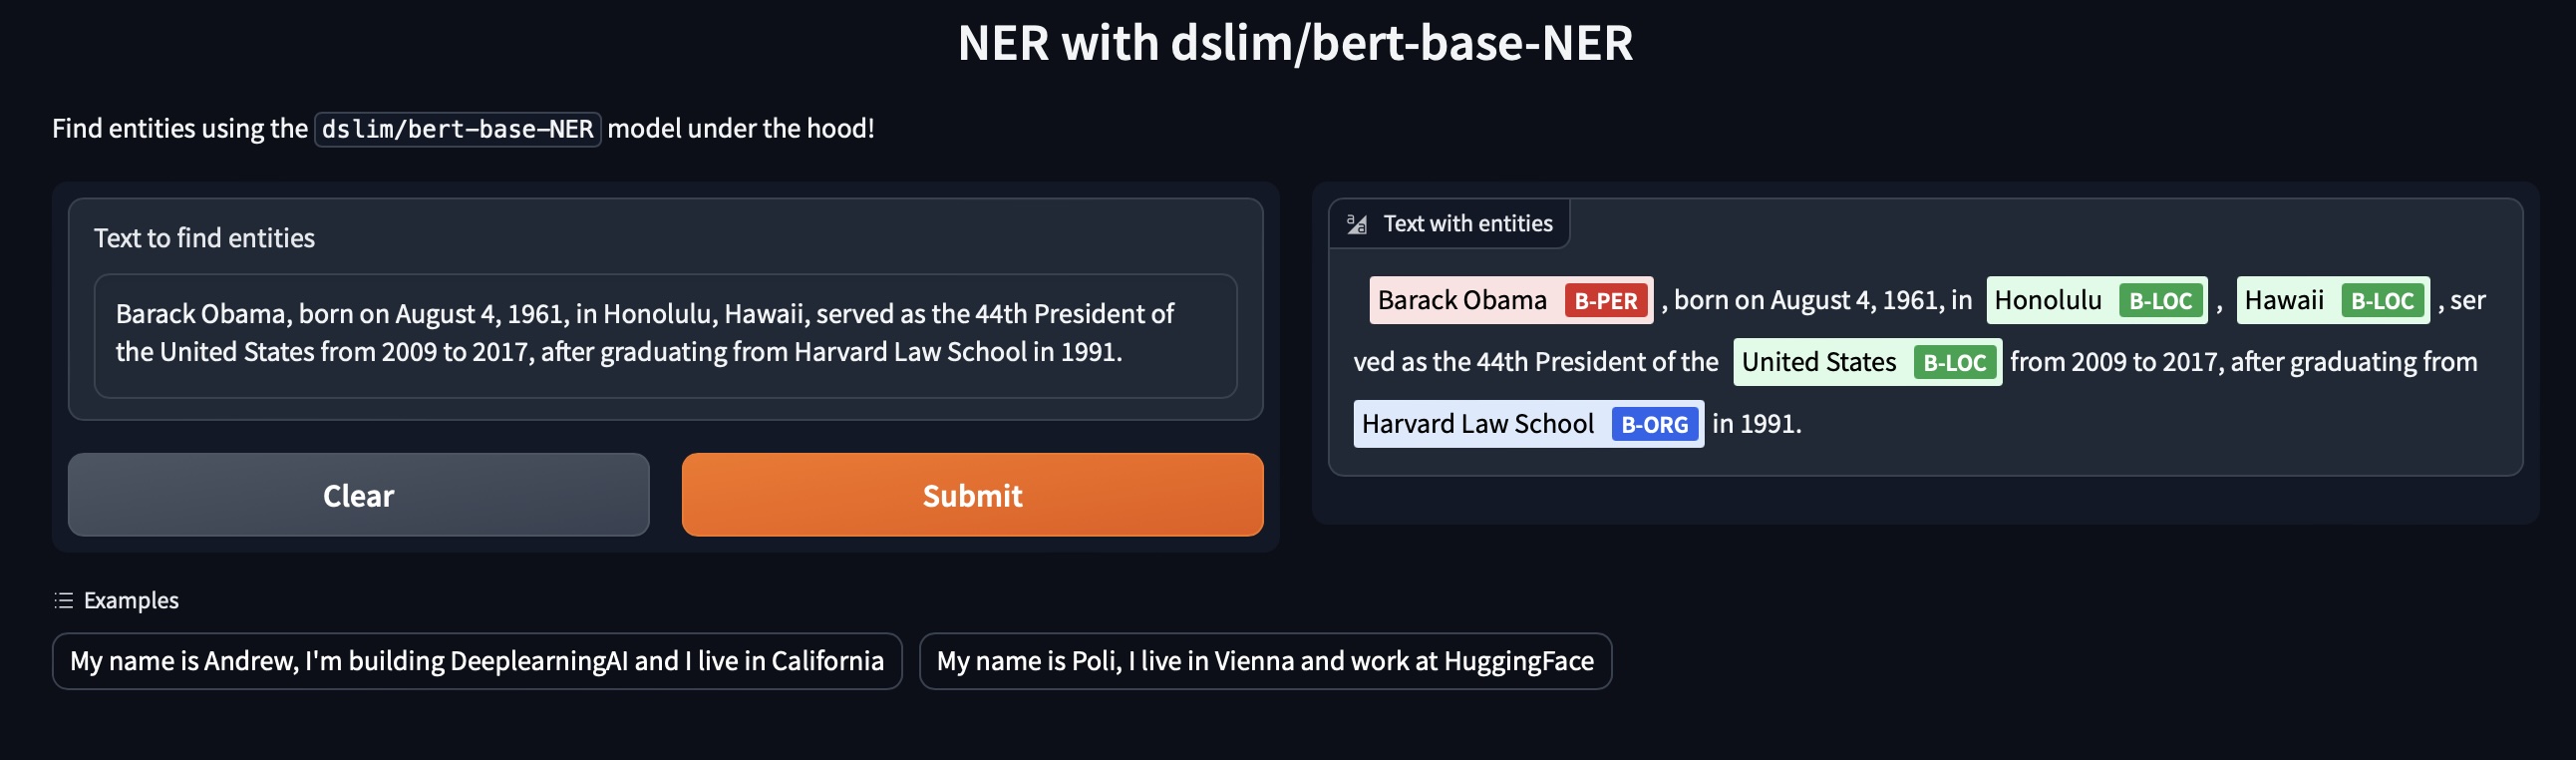 NER with dslim/bert-base-NER
Find entities using the dslim/bert-base-NER model under the hood!
Text to find entities
Barack Obama, born on August 4, 1961, in Honolulu, Hawaii, served as the 44th President of
the United States from 2009 to 2017, after graduating from Harvard Law School in 1991.
Clear
Submit
Text with entities
Barack Obama B-PER , born on August 4, 1961, in Honolulu B-LOC , Hawaii B-LOC , ser
ved as the 44th President of the United States B-LOC from 2009 to 2017, after graduating from
Harvard Law School B-ORG in 1991.
Examples
My name is Andrew, I'm building DeeplearningAI and I live in California
My name is Poli, I live in Vienna and work at HuggingFace